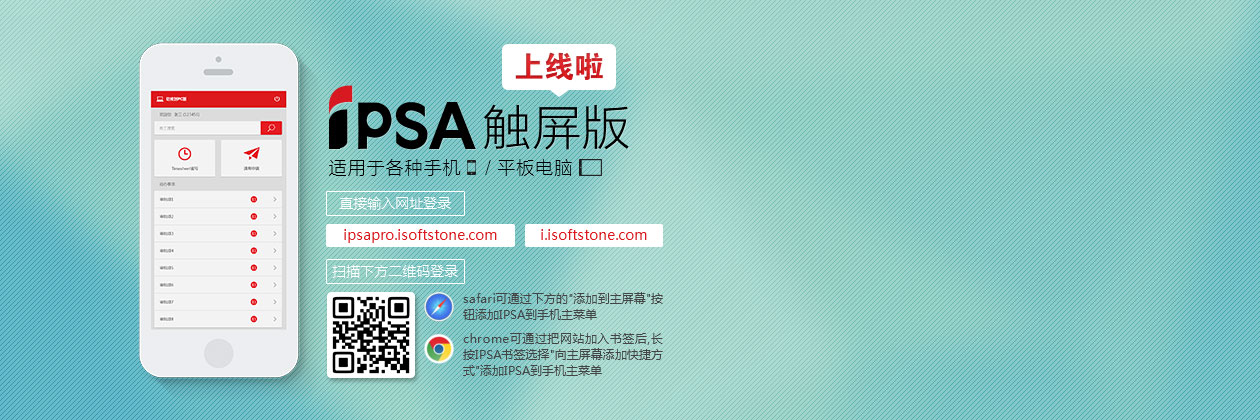 上线啦
iPSA 触屏版
适用于各种手机 / 平板电脑
直接输入网址登录
ipsapro.isoftstone.com
i.isoftstone.com
扫描下方二维码登录
safari可通过下方的"添加到主屏幕"按
钮添加IPSA到手机主菜单
chrome可通过把网站加入书签后,长
按IPSA书签选择"向主屏幕添加快捷方
式"添加IPSA到手机主菜单